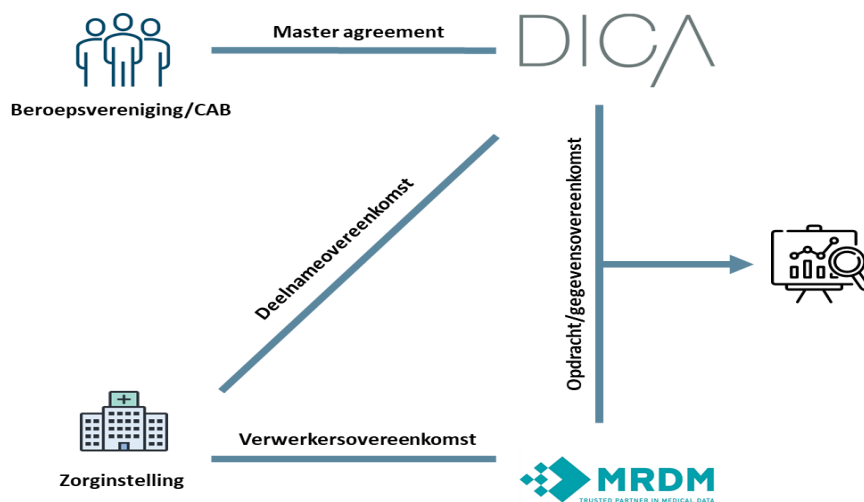 Master agreement
DICA
Beroepsvereniging/CAB
Deelnameovereenkomst
Opdracht/gegevensovereenkomst
Verwerkersovereenkomst
Zorginstelling
MRDM
TRUSTED PARTNER IN MEDICAL DATA